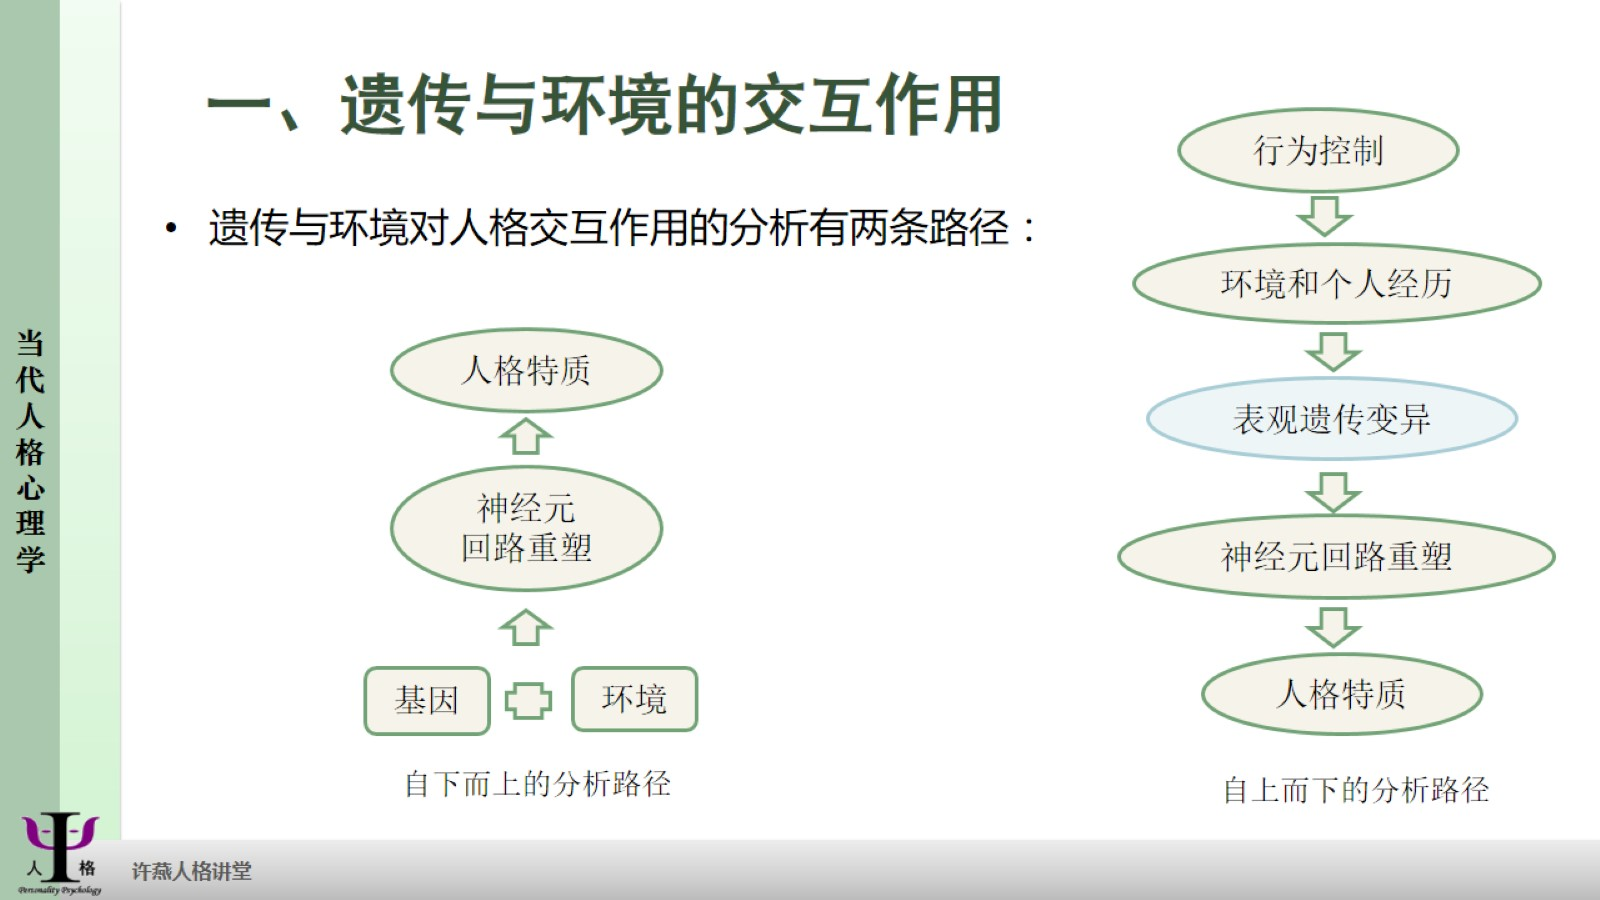 一、遗传与环境的交互作用
• 遗传与环境对人格交互作用的分析有两条路径：
人格特质
神经元
回路重塑
基因
环境
自下而上的分析路径
行为控制
环境和个人经历
表观遗传变异
神经元回路重塑
人格特质
自上而下的分析路径
当代人格心理学
人格
Personality Psychology
许燕人格讲堂